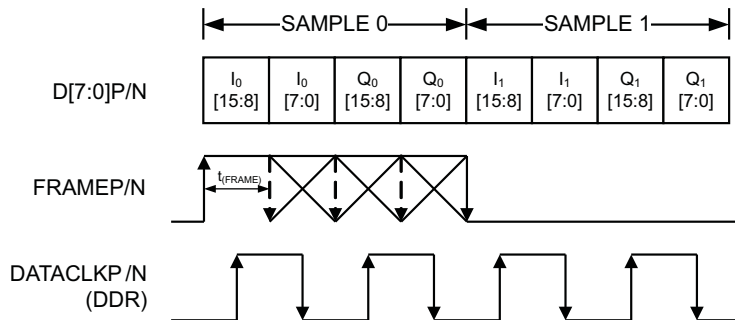 SAMPLE 0 SAMPLE 1
D[7:0]P/N
I0 I0 Q0 Q0 I1 I1 Q1 Q1
[15:8] [7:0] [15:8] [7:0] [15:8] [7:0] [15:8] [7:0]
t(FRAME)
FRAMEP/N
DATACLKP/N
(DDR)